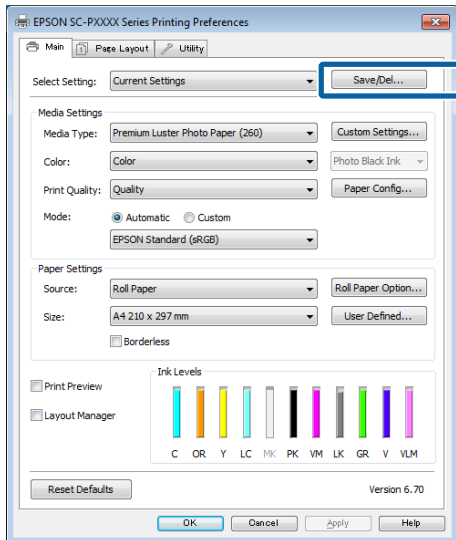 EPSON SC-PXXXX Series Printing Preferences
Main Page Layout Utility
Select Setting: Current Settings Save/Del...
Media Settings
Media Type: Premium Luster Photo Paper (260) Custom Settings...
Color: Color Photo Black Ink
Print Quality: Quality Paper Config...
Mode: Automatic Custom
EPSON Standard (sRGB)
Paper Settings
Source: Roll Paper Roll Paper Option...
Size: A4 210 x 297 mm User Defined...
Borderless
Ink Levels
Print Preview
Layout Manager
C OR Y LC MK PK VM LK GR V VLM
Reset Defaults Version 6.70
OK Cancel Apply Help